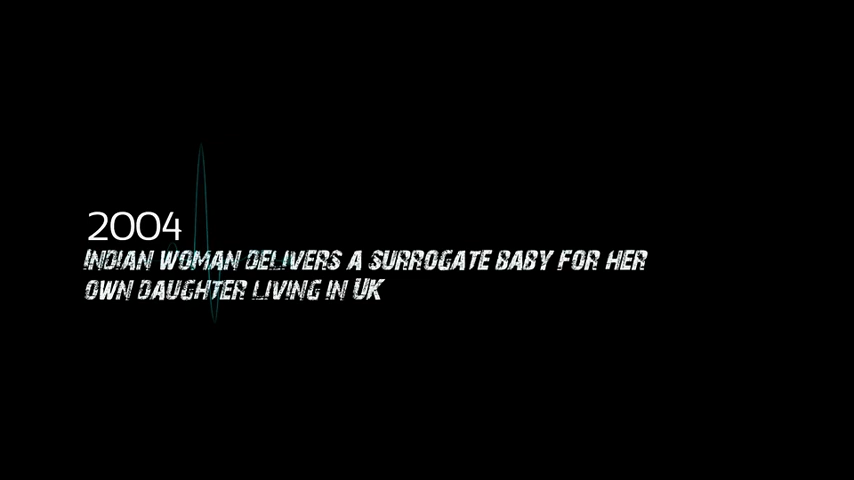 2004
INDIAN WOMAN DELIVERS A SURROGATE BABY FOR HER
OWN DAUGHTER LIVING IN UK